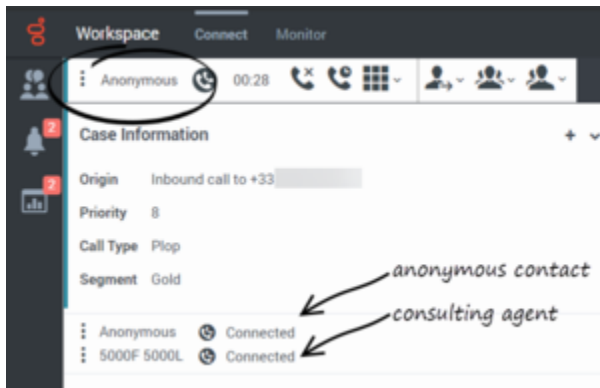 Workspace Connect Monitor
Anonymous 00:28
2
Case Information
2
Origin Inbound call to +33
Priority 8
Call Type Plop
Segment Gold
anonymous contact
consulting agent
Anonymous Connected
5000F 5000L Connected